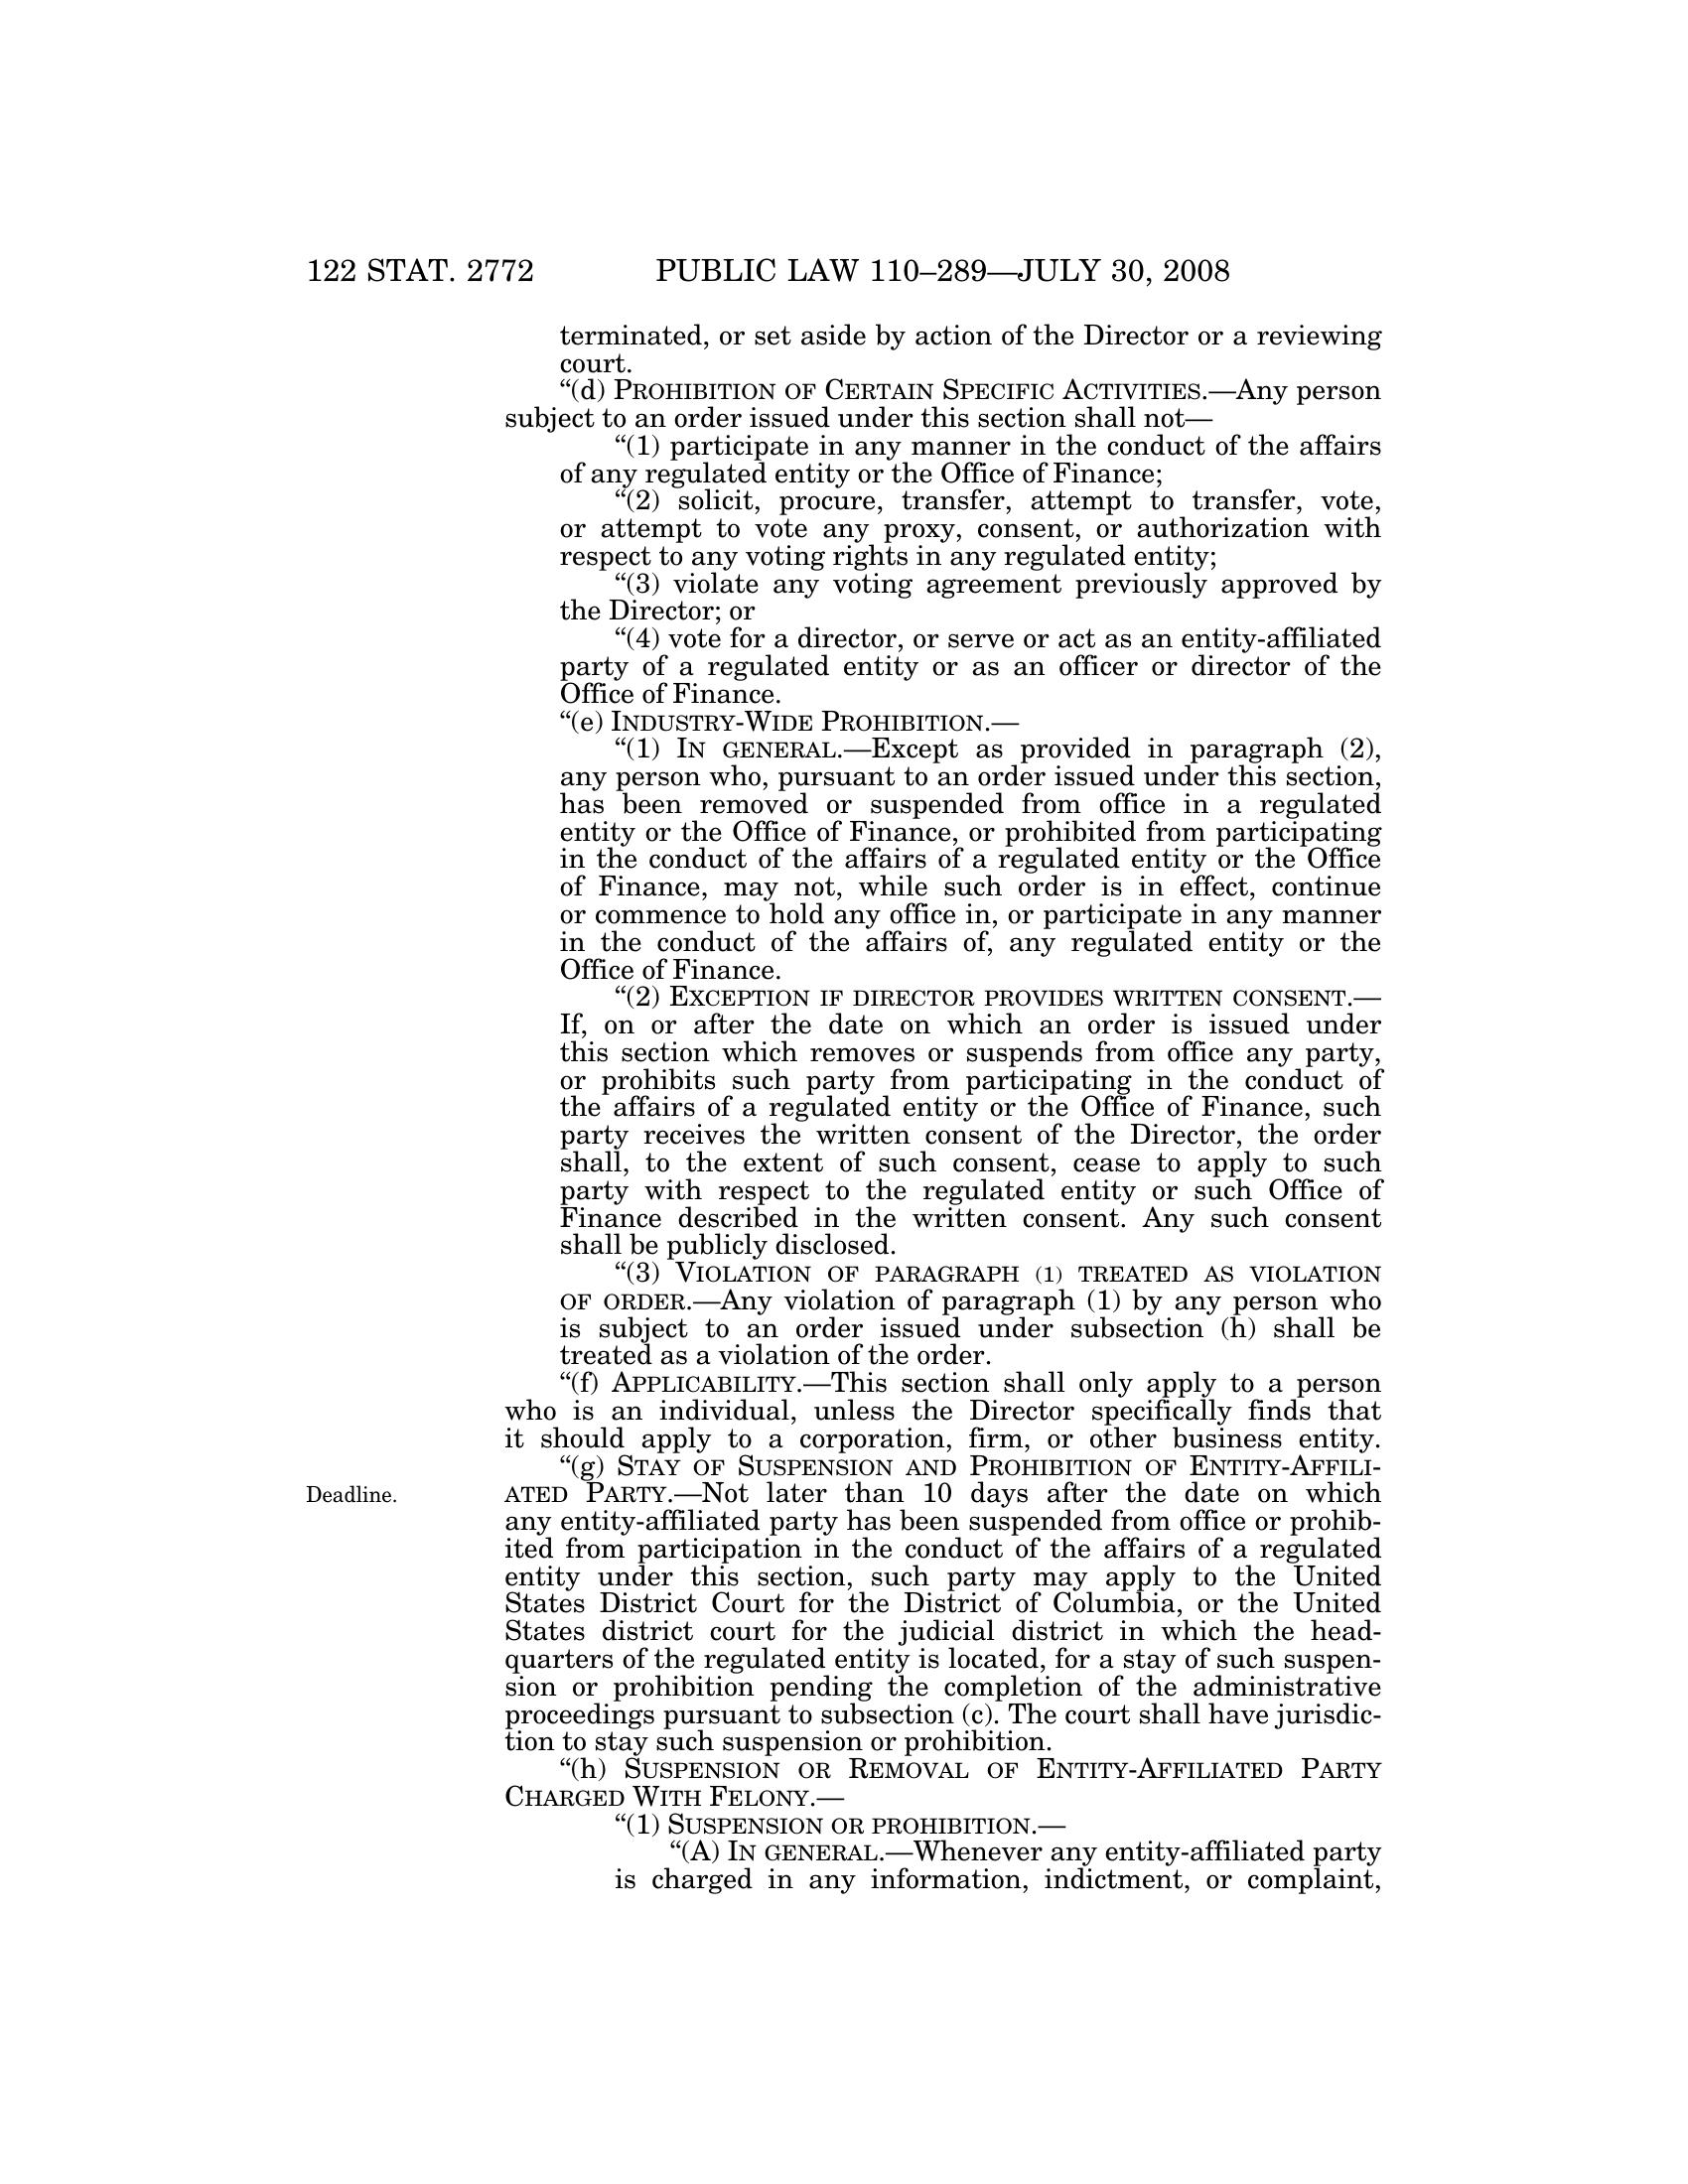 122 STAT. 2772 PUBLIC LAW 110–289—JULY 30, 2008
terminated, or set aside by action of the Director or a reviewing
court.
“(d) PROHIBITION OF CERTAIN SPECIFIC ACTIVITIES.—Any person
subject to an order issued under this section shall not—
“(1) participate in any manner in the conduct of the affairs
of any regulated entity or the Office of Finance;
“(2) solicit, procure, transfer, attempt to transfer, vote,
or attempt to vote any proxy, consent, or authorization with
respect to any voting rights in any regulated entity;
“(3) violate any voting agreement previously approved by
the Director; or
“(4) vote for a director, or serve or act as an entity-affiliated
party of a regulated entity or as an officer or director of the
Office of Finance.
“(e) INDUSTRY-WIDE PROHIBITION.—
“(1) IN GENERAL.—Except as provided in paragraph (2),
any person who, pursuant to an order issued under this section,
has been removed or suspended from office in a regulated
entity or the Office of Finance, or prohibited from participating
in the conduct of the affairs of a regulated entity or the Office
of Finance, may not, while such order is in effect, continue
or commence to hold any office in, or participate in any manner
in the conduct of the affairs of, any regulated entity or the
Office of Finance.
“(2) EXCEPTION IF DIRECTOR PROVIDES WRITTEN CONSENT.—
If, on or after the date on which an order is issued under
this section which removes or suspends from office any party,
or prohibits such party from participating in the conduct of
the affairs of a regulated entity or the Office of Finance, such
party receives the written consent of the Director, the order
shall, to the extent of such consent, cease to apply to such
party with respect to the regulated entity or such Office of
Finance described in the written consent. Any such consent
shall be publicly disclosed.
“(3) VIOLATION OF PARAGRAPH (1) TREATED AS VIOLATION
OF ORDER.—Any violation of paragraph (1) by any person who
is subject to an order issued under subsection (h) shall be
treated as a violation of the order.
“(f) APPLICABILITY.—This section shall only apply to a person
who is an individual, unless the Director specifically finds that
it should apply to a corporation, firm, or other business entity.
“(g) STAY OF SUSPENSION AND PROHIBITION OF ENTITY-AFFILI-
Deadline. ATED PARTY.—Not later than 10 days after the date on which
any entity-affiliated party has been suspended from office or prohib-
ited from participation in the conduct of the affairs of a regulated
entity under this section, such party may apply to the United
States District Court for the District of Columbia, or the United
States district court for the judicial district in which the head-
quarters of the regulated entity is located, for a stay of such suspen-
sion or prohibition pending the completion of the administrative
proceedings pursuant to subsection (c). The court shall have jurisdic-
tion to stay such suspension or prohibition.
“(h) SUSPENSION OR REMOVAL OF ENTITY-AFFILIATED PARTY
CHARGED WITH FELONY.—
“(1) SUSPENSION OR PROHIBITION.—
“(A) IN GENERAL.—Whenever any entity-affiliated party
is charged in any information, indictment, or complaint,